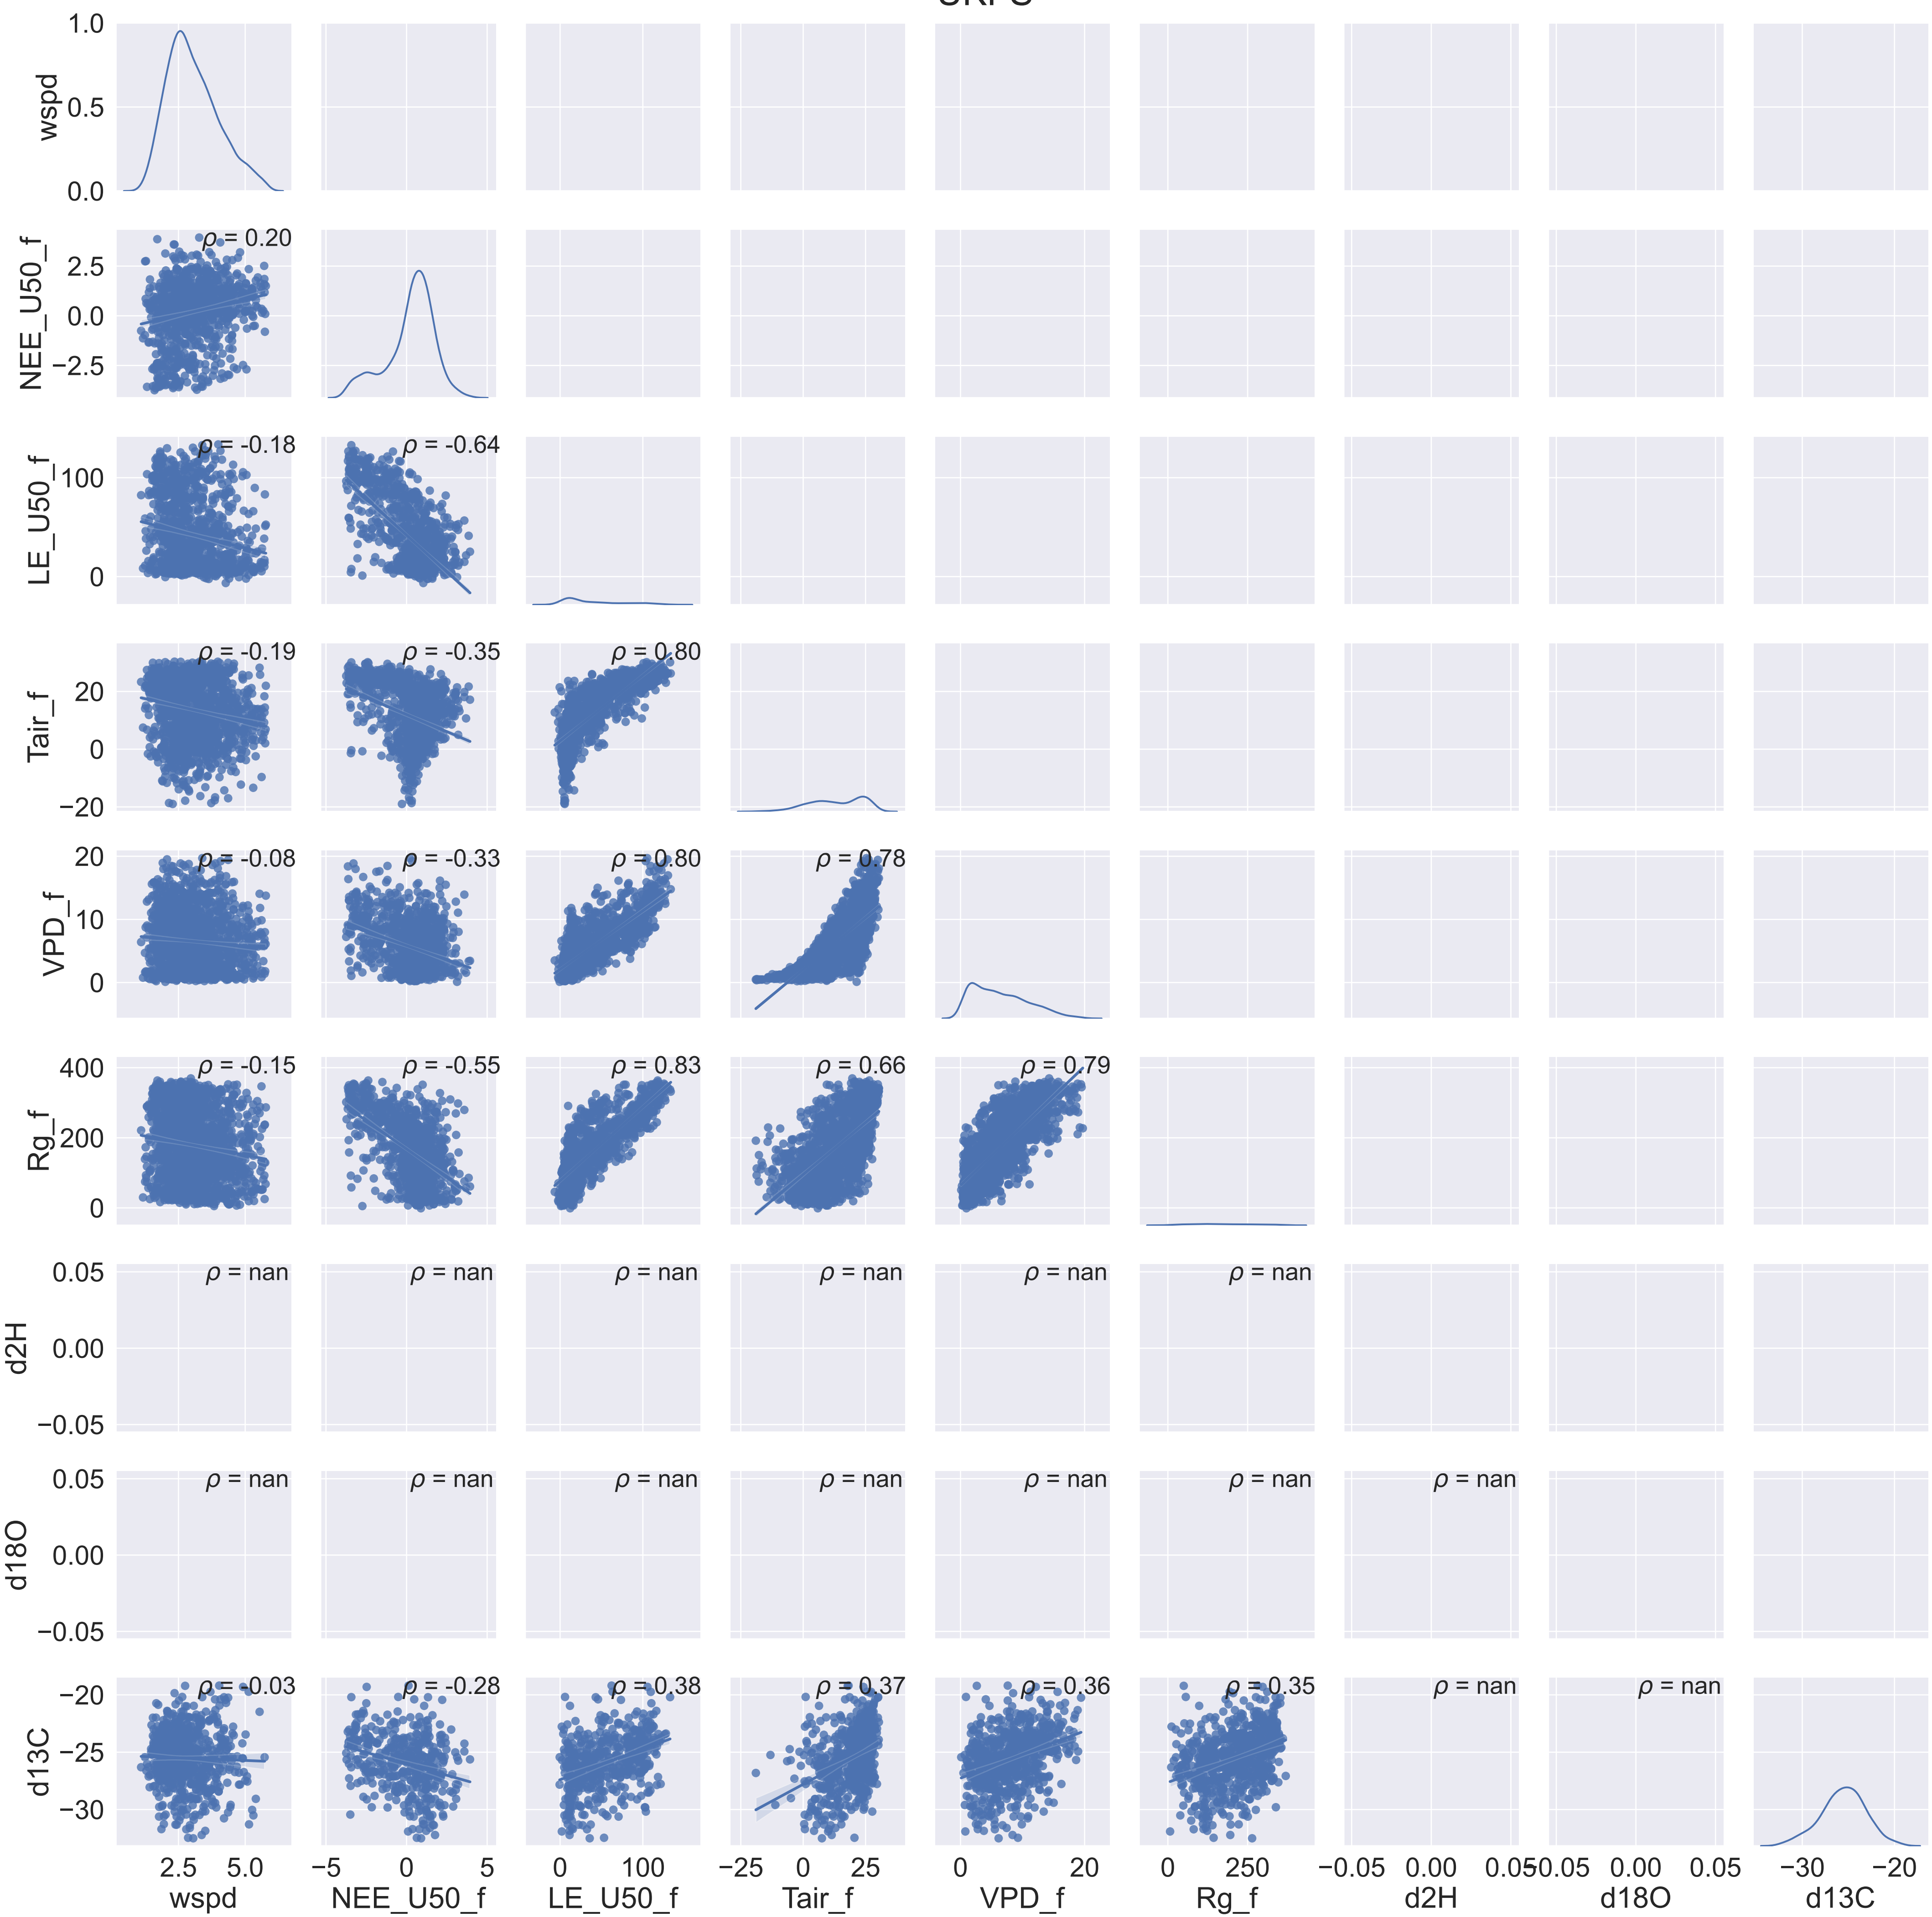 1.0
0.5
0.0
wspd
ρ = 0.20
2.5
0.0
−2.5
NEE_U50_f
ρ = -0.18 ρ = -0.64
100
0
LE_U50_f
ρ = -0.19 ρ = -0.35 ρ = 0.80
20
0
−20
Tair_f
ρ = -0.08 ρ = -0.33 ρ = 0.80 ρ = 0.78
20
10
0
VPD_f
ρ = -0.15 ρ = -0.55 ρ = 0.83 ρ = 0.66 ρ = 0.79
400
200
0
Rg_f
ρ = nan ρ = nan ρ = nan ρ = nan ρ = nan ρ = nan
0.05
0.00
−0.05
d2H
ρ = nan ρ = nan ρ = nan ρ = nan ρ = nan ρ = nan ρ = nan
0.05
0.00
−0.05
d18O
ρ = -0.03 ρ = -0.28 ρ = 0.38 ρ = 0.37 ρ = 0.36 ρ = 0.35 ρ = nan ρ = nan
−20
−25
−30
d13C
2.5 5.0 −5 0 5 0 100 −25 0 25 0 20 0 250 −0.05 0.00 0.05 −0.05 0.00 0.05 −30 −20
wspd NEE_U50_f LE_U50_f Tair_f VPD_f Rg_f d2H d18O d13C